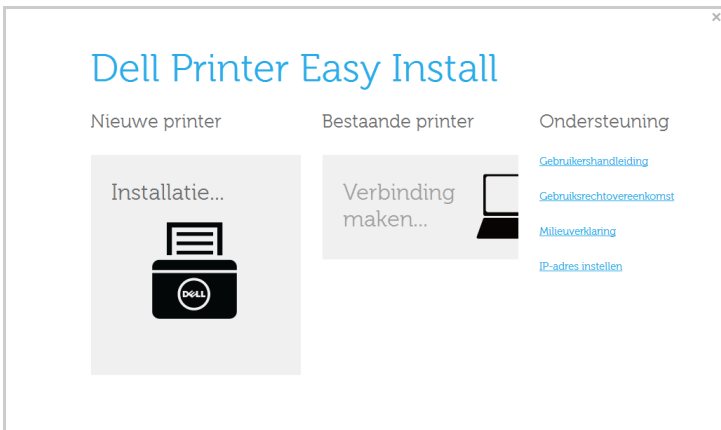 Dell Printer Easy Install
Nieuwe printer
Installatie...
DELL
Bestaande printer
Verbinding
maken...
Ondersteuning
Gebruikershandleiding
Gebruiksrechtovereenkomst
Milieuverklaring
IP-adres instellen